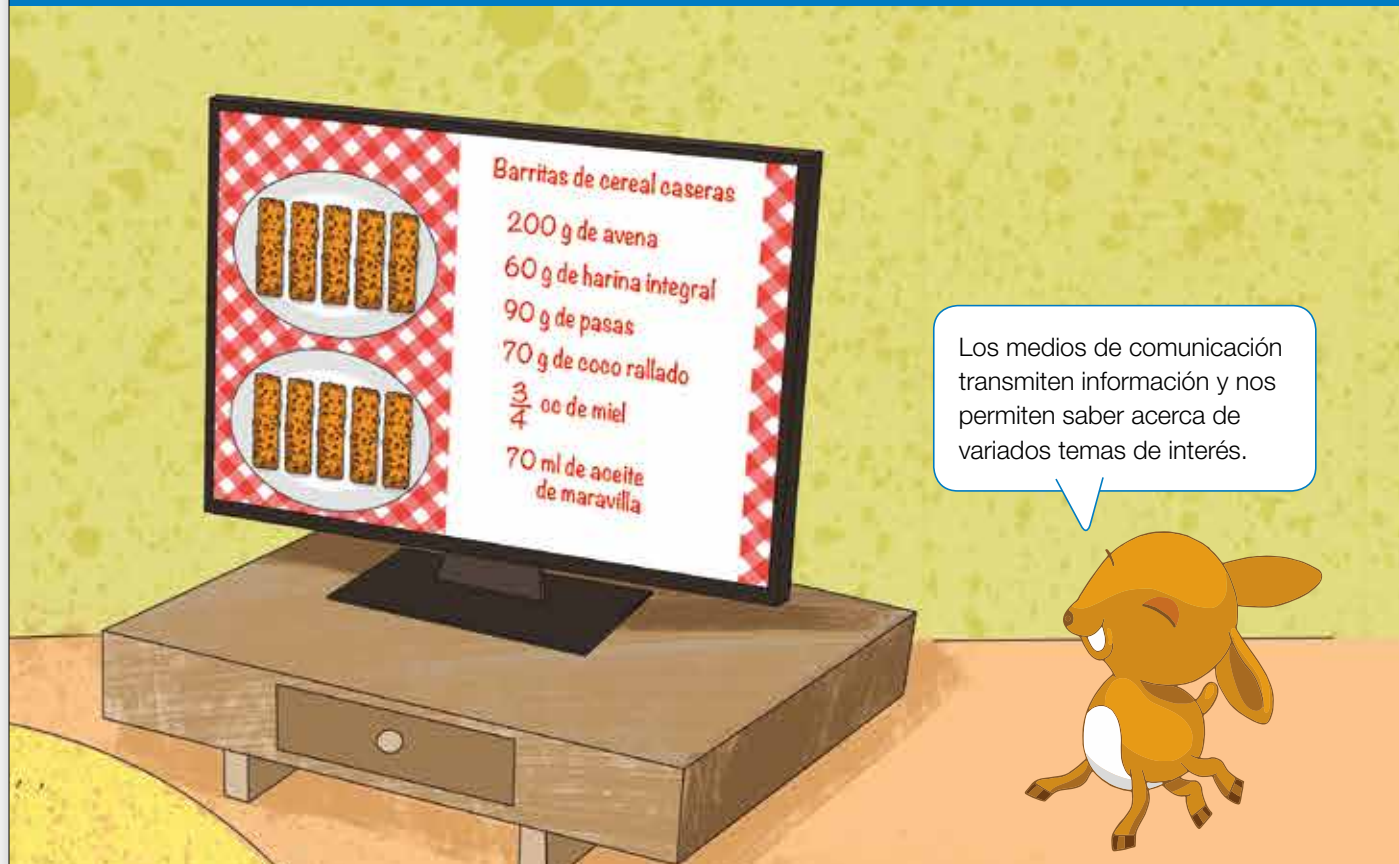 Barritas de cereal caseras
200 g de avena
60 g de harina integral
90 g de pasas
70 g de coco rallado
3/4 cc de miel
70 ml de aceite
de maravilla
Los medios de comunicación
transmiten información y nos
permiten saber acerca de
variados temas de interés.